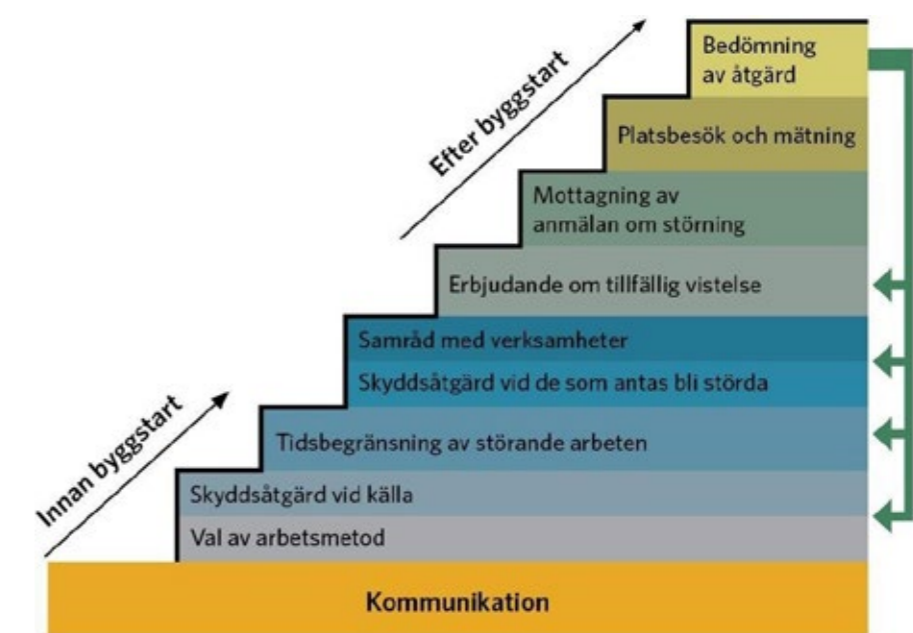 Bedömning
av åtgärd
Efter byggstart
Platsbesök och mätning
Mottagning av
anmälan om störning
Erbjudande om tillfällig vistelse
Samråd med verksamheter
Skyddsåtgärd vid de som antas bli störda
Innan byggstart
Tidsbegränsning av störande arbeten
Skyddsåtgärd vid källa
Val av arbetsmetod
Kommunikation